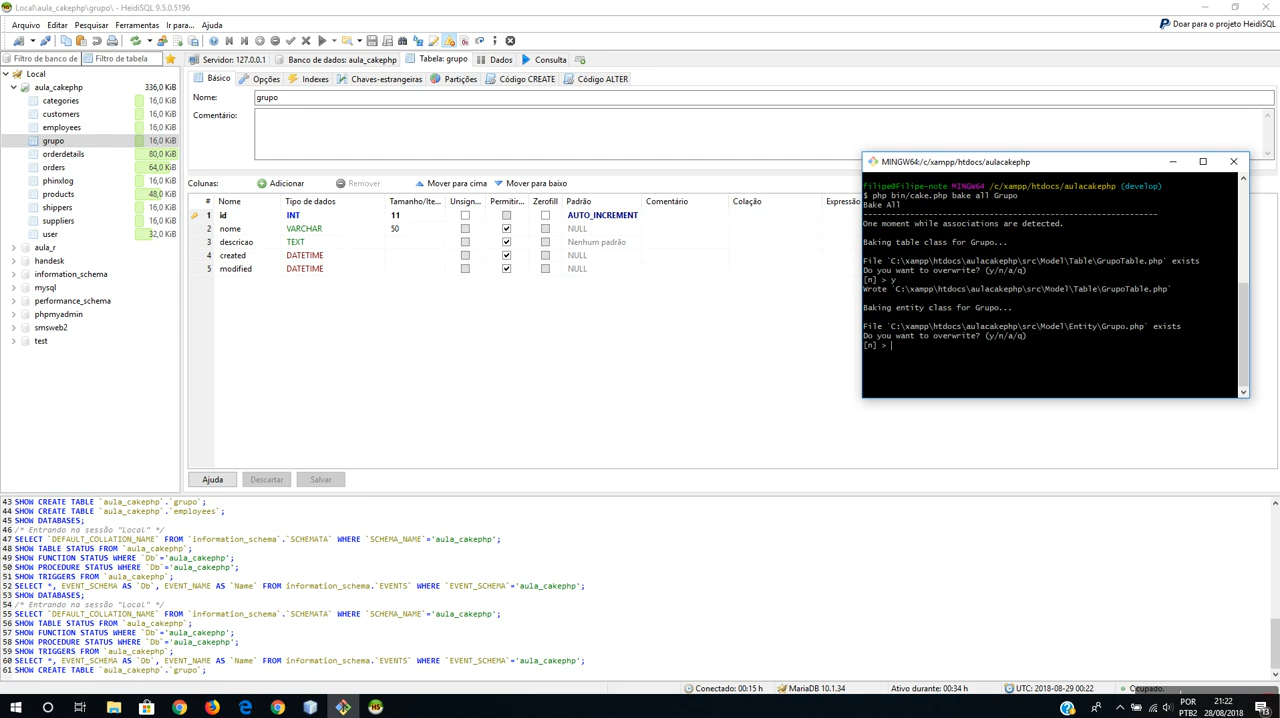 Local\aula_cakephp\grupo\ - HeidiSQL 9.5.0.5196
Arquivo Editar Pesquisar Ferramentas Ir para... Ajuda
Doar para o projeto HeidiSQL
Filtro de banco de Filtro de tabela
Servidor: 127.0.0.1 Banco de dados: aula_cakephp Tabela: grupo Dados Consulta
Local
aula_cakephp 336,0 KiB
categories 16,0 KiB
customers 16,0 KiB
employees 16,0 KiB
grupo 16,0 KiB
orderdetails 80,0 KiB
orders 64,0 KiB
phinxlog 16,0 KiB
products 48,0 KiB
shippers 16,0 KiB
suppliers 16,0 KiB
user 32,0 KiB
aula_r
handesk
information_schema
mysql
performance_schema
phpmyadmin
smsweb2
test
Básico Opções Indexes Chaves-estrangeiras Partições Código CREATE Código ALTER
Nome: grupo
Comentário:
Colunas: Adicionar Remover Mover para cima Mover para baixo
# Nome Tipo de dados Tamanho/Ite... Unsign... Permitir... Zerofill Padrão Comentário Colação Expressão
1 id INT 11 AUTO_INCREMENT
2 nome VARCHAR 50 NULL
3 descricao TEXT Nenhum padrão
4 created DATETIME NULL
5 modified DATETIME NULL
Ajuda Descartar Salvar
MINGW64:/c/xampp/htdocs/aulacakephp
filipe@Filipe-note MINGW64 /c/xampp/htdocs/aulacakephp (develop)
$ php bin/cake.php bake all Grupo
Bake All
---------------------------------------------------------------
One moment while associations are detected.
Baking table class for Grupo...
File `C:\xampp\htdocs\aulacakephp\src\Model\Table\GrupoTable.php` exists
Do you want to overwrite? (y/n/a/q)
[n] > y
Wrote `C:\xampp\htdocs\aulacakephp\src\Model\Table\GrupoTable.php`
Baking entity class for Grupo...
File `C:\xampp\htdocs\aulacakephp\src\Model\Entity\Grupo.php` exists
Do you want to overwrite? (y/n/a/q)
[n] >
43 SHOW CREATE TABLE `aula_cakephp`.`grupo`;
44 SHOW CREATE TABLE `aula_cakephp`.`employees`;
45 SHOW DATABASES;
46 /* Entrando na sessão "Local" */
47 SELECT `DEFAULT_COLLATION_NAME` FROM `information_schema`.`SCHEMATA` WHERE `SCHEMA_NAME`='aula_cakephp';
48 SHOW TABLE STATUS FROM `aula_cakephp`;
49 SHOW FUNCTION STATUS WHERE `Db`='aula_cakephp';
50 SHOW PROCEDURE STATUS WHERE `Db`='aula_cakephp';
51 SHOW TRIGGERS FROM `aula_cakephp`;
52 SELECT *, EVENT_SCHEMA AS `Db`, EVENT_NAME AS `Name` FROM information_schema.`EVENTS` WHERE `EVENT_SCHEMA`='aula_cakephp';
53 SHOW DATABASES;
54 /* Entrando na sessão "Local" */
55 SELECT `DEFAULT_COLLATION_NAME` FROM `information_schema`.`SCHEMATA` WHERE `SCHEMA_NAME`='aula_cakephp';
56 SHOW TABLE STATUS FROM `aula_cakephp`;
57 SHOW FUNCTION STATUS WHERE `Db`='aula_cakephp';
58 SHOW PROCEDURE STATUS WHERE `Db`='aula_cakephp';
59 SHOW TRIGGERS FROM `aula_cakephp`;
60 SELECT *, EVENT_SCHEMA AS `Db`, EVENT_NAME AS `Name` FROM information_schema.`EVENTS` WHERE `EVENT_SCHEMA`='aula_cakephp';
61 SHOW CREATE TABLE `aula_cakephp`.`grupo`;
Conectado: 00:15 h MariaDB 10.1.34 Ativo durante: 00:34 h UTC: 2018-08-29 00:22 Ocupado.
POR
PTB2
21:22
28/08/2018